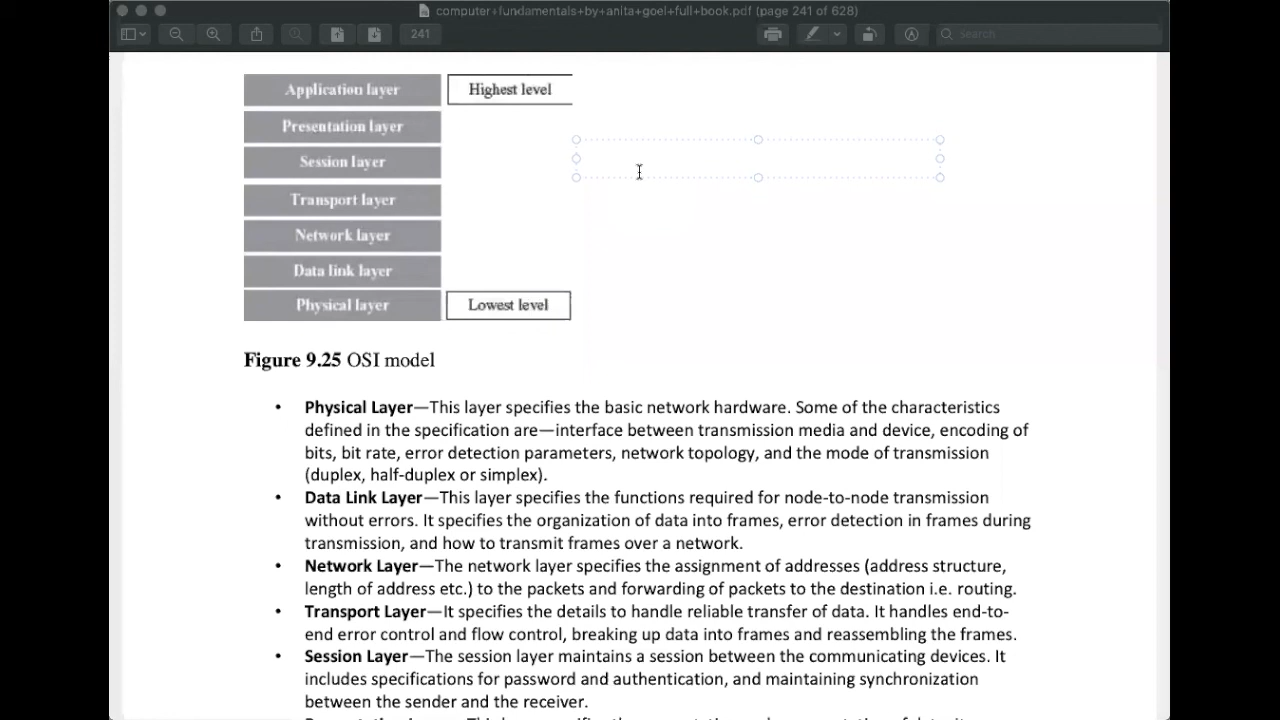 computer+fundamentals+by+anita+goel+full+book.pdf (page 241 of 628)
241
Search
Application layer Highest level
Presentation layer
Session layer
Transport layer
Network layer
Data link layer
Physical layer Lowest level
Figure 9.25 OSI model
• Physical Layer—This layer specifies the basic network hardware. Some of the characteristics
defined in the specification are—interface between transmission media and device, encoding of
bits, bit rate, error detection parameters, network topology, and the mode of transmission
(duplex, half-duplex or simplex).
• Data Link Layer—This layer specifies the functions required for node-to-node transmission
without errors. It specifies the organization of data into frames, error detection in frames during
transmission, and how to transmit frames over a network.
• Network Layer—The network layer specifies the assignment of addresses (address structure,
length of address etc.) to the packets and forwarding of packets to the destination i.e. routing.
• Transport Layer—It specifies the details to handle reliable transfer of data. It handles end-to-
end error control and flow control, breaking up data into frames and reassembling the frames.
• Session Layer—The session layer maintains a session between the communicating devices. It
includes specifications for password and authentication, and maintaining synchronization
between the sender and the receiver.